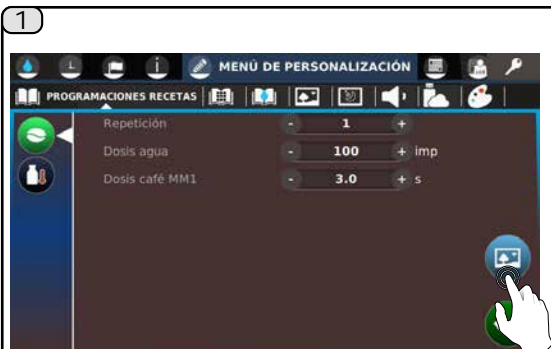 1
MENÚ DE PERSONALIZACIÓN
PROGRAMACIONES RECETAS
Repetición - 1 +
Dosis agua - 100 + imp
Dosis café MM1 - 3.0 + s